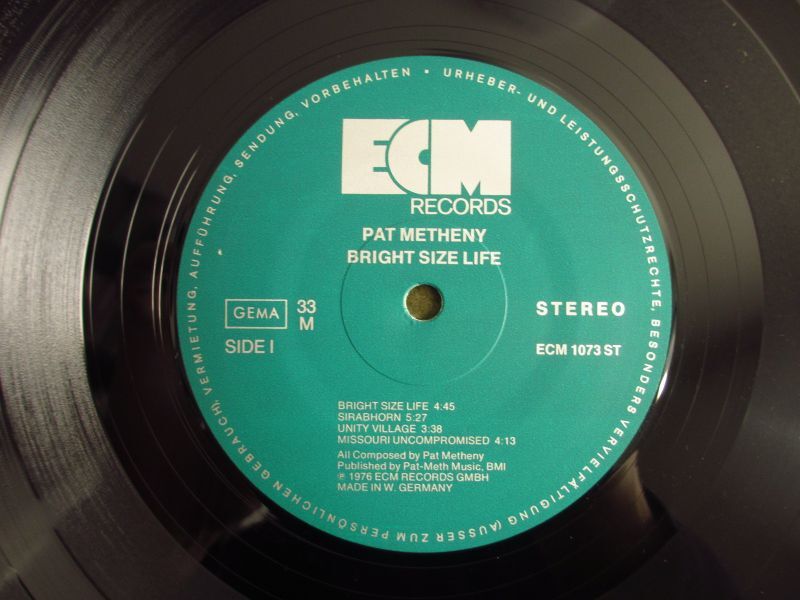 ECM
RECORDS
PAT METHENY
BRIGHT SIZE LIFE
GEMA
33
M
SIDE I
STEREO
ECM 1073 ST
BRIGHT SIZE LIFE 4:45
SIRABHORN 5:27
UNITY VILLAGE 3:38
MISSOURI UNCOMPROMISED 4:13
All Composed by Pat Metheny
Published by Pat-Meth Music, BMI
℗ 1976 ECM RECORDS GMBH
MADE IN W. GERMANY
URHEBER- UND LEISTUNGSSCHUTZRECHTE, BESONDERS VERVIELFÄLTIGUNG (AUSSER ZUM PERSÖNLICHEN GEBRAUCH), VERMIETUNG, AUFFÜHRUNG, SENDUNG, VORBEHALTEN •